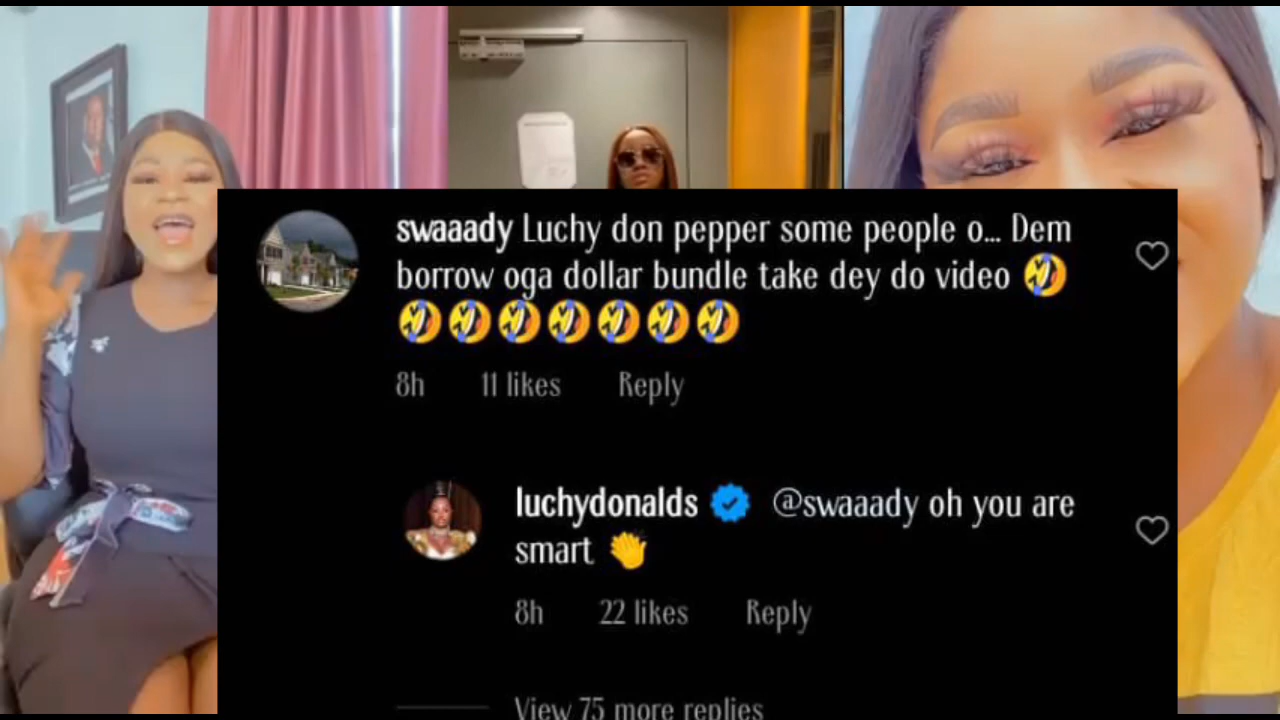 swaaady Luchy don pepper some people o... Dem
borrow oga dollar bundle take dey do video 🤣
🤣🤣🤣🤣🤣🤣🤣
8h 11 likes Reply
luchydonalds @swaaady oh you are
smart 👏
8h 22 likes Reply
View 75 more replies